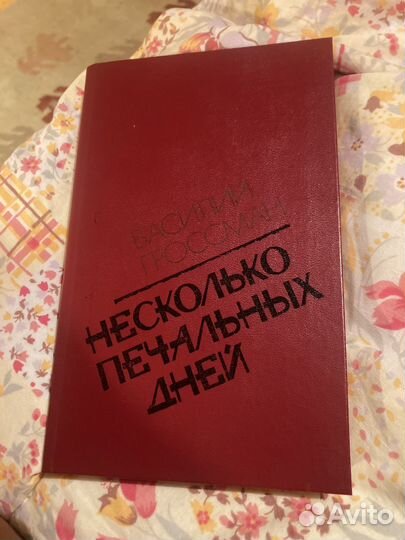 ВАСИЛИЙ
ГРОССМАН
НЕСКОЛЬКО
ПЕЧАЛЬНЫХ
ДНЕЙ
Avito